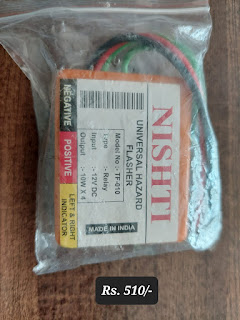 NISHTI
UNIVERSAL HAZARD
FLASHER
Model No :- TF-010
Type :- Relay
Input :- 12V DC
Output :- 10W X 4
MADE IN INDIA
NEGATIVE
POSITIVE
LEFT & RIGHT
INDICATOR
Rs. 510/-